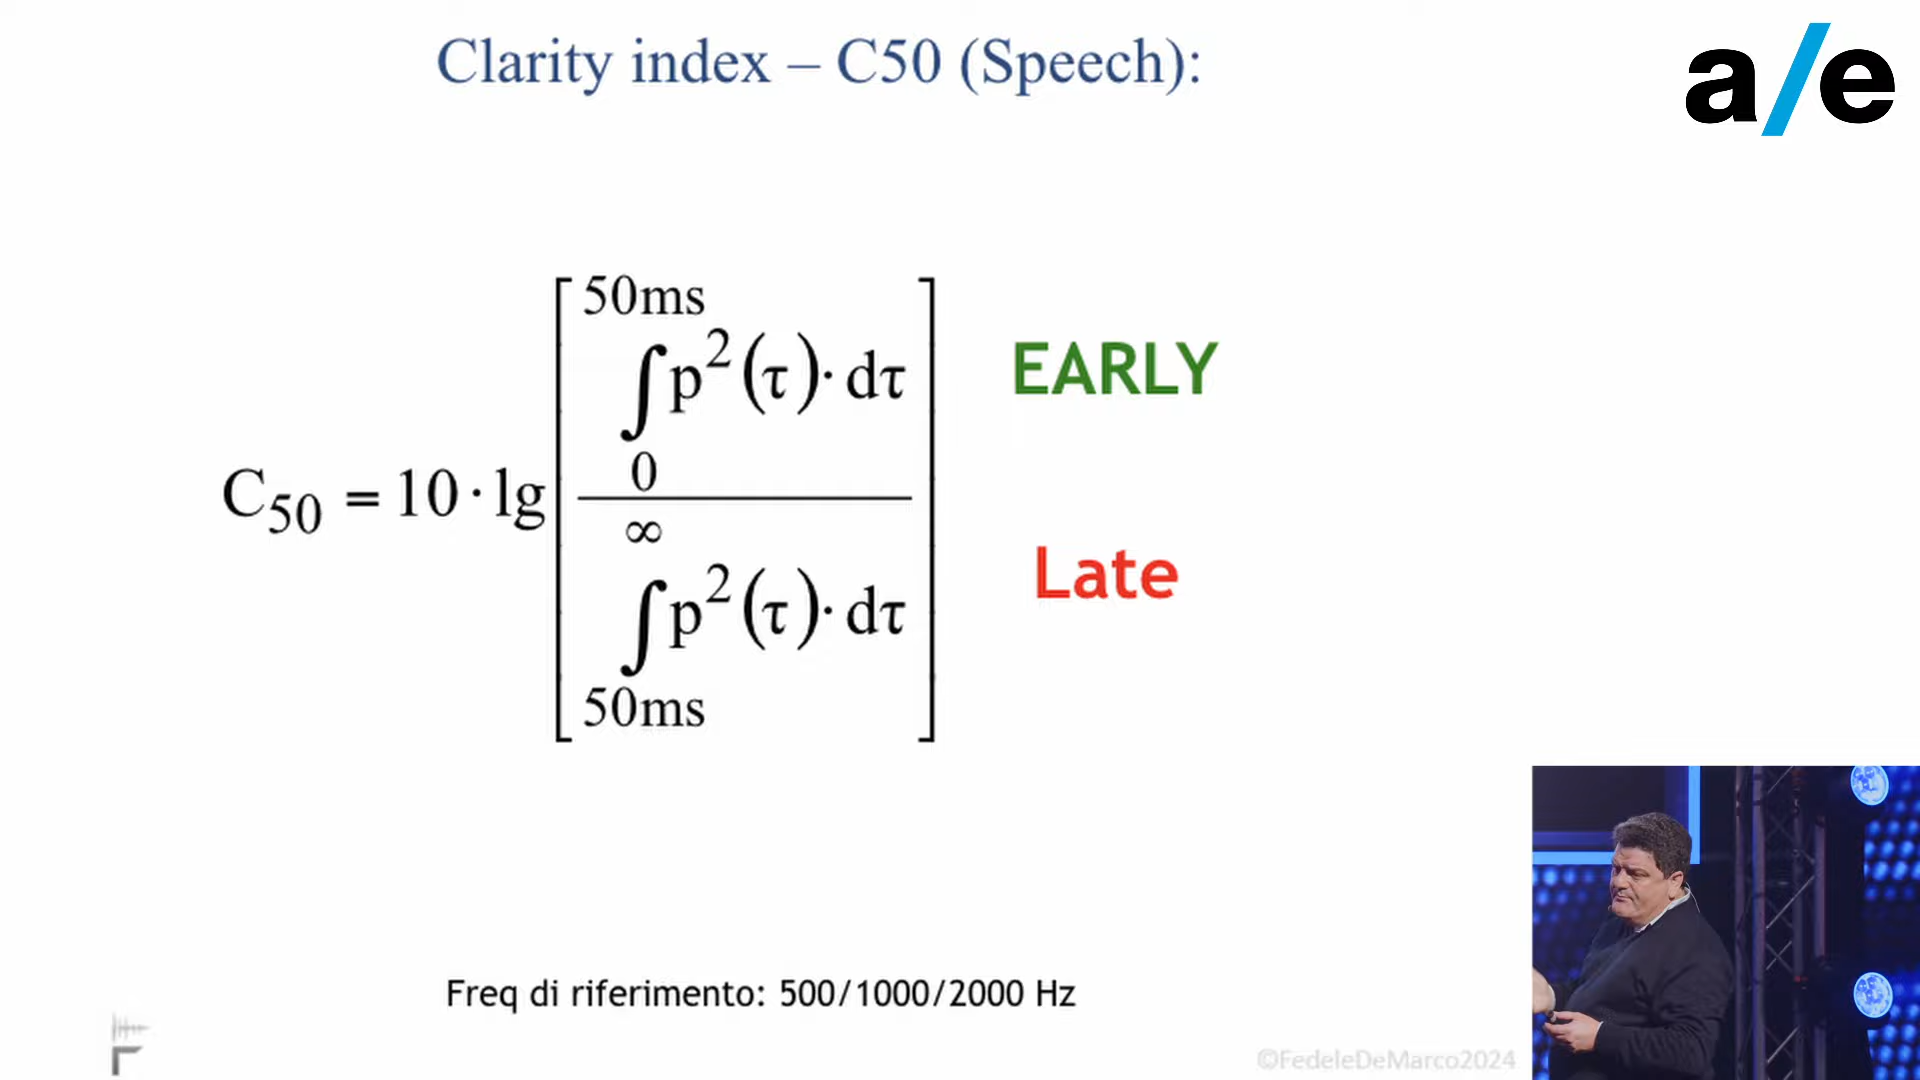 Clarity index – C50 (Speech):
a/e
C₅₀ = 10 · lg [ ∫₀^50ms p²(τ)· dτ / ∫_50ms^∞ p²(τ)· dτ ]
EARLY
Late
Freq di riferimento: 500/1000/2000 Hz
©FedeleDeMarco2024